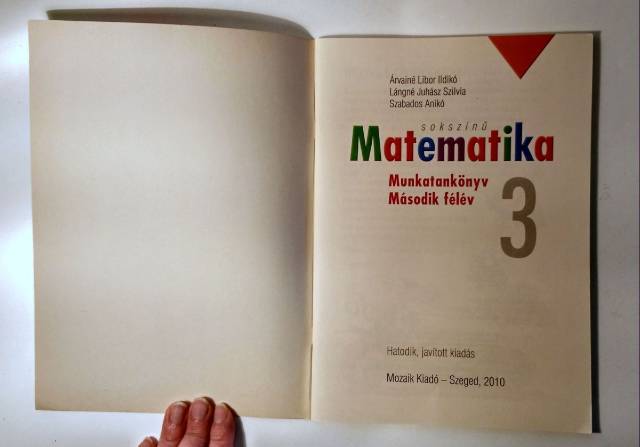 Árvainé Libor Ildikó
Lángné Juhász Szilvia
Szabados Anikó
sokszínű
Matematika
Munkatankönyv
Második félév
3
Hatodik, javított kiadás
Mozaik Kiadó – Szeged, 2010